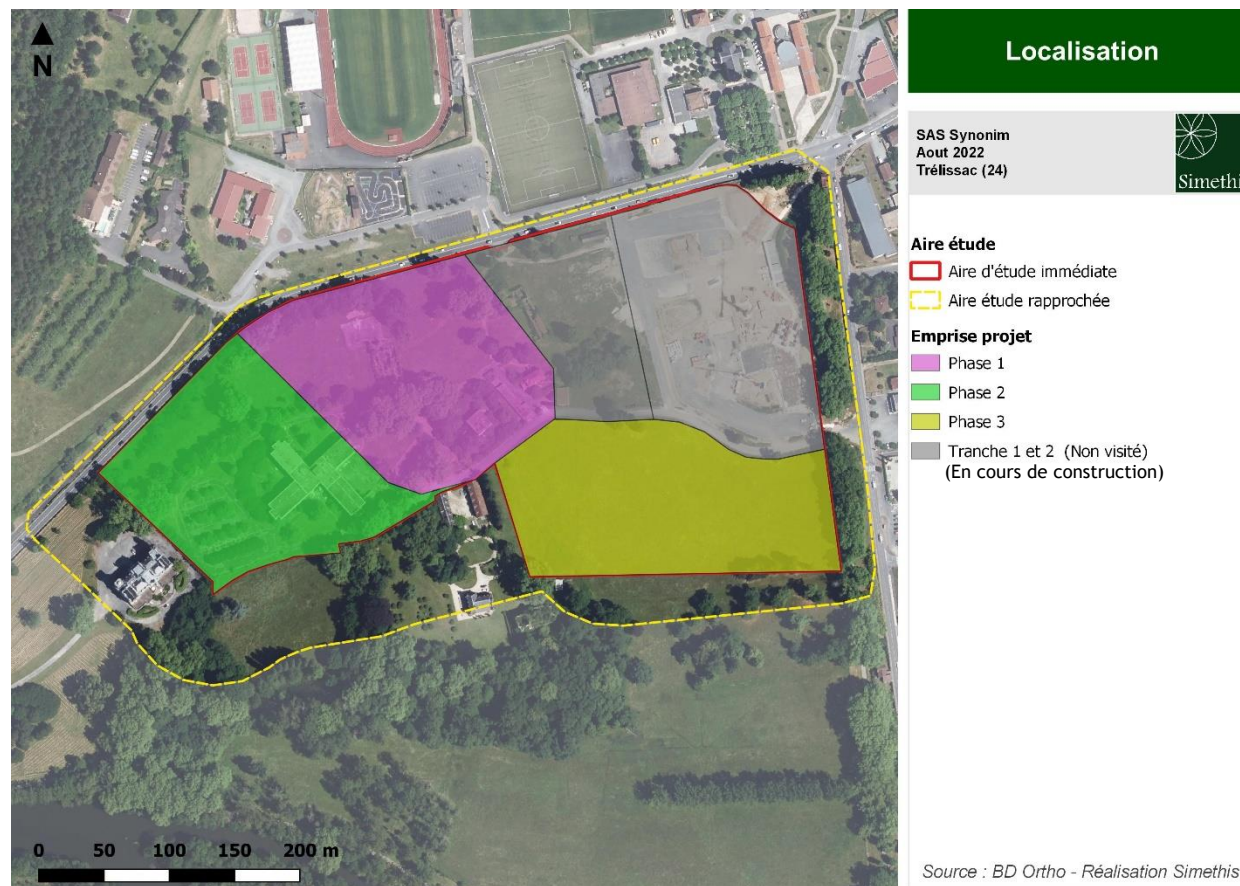 N
Localisation
SAS Synonim
Aout 2022
Trélissac (24)
Simethi
Aire étude
Aire d'étude immédiate
Aire étude rapprochée
Emprise projet
Phase 1
Phase 2
Phase 3
Tranche 1 et 2 (Non visité)
(En cours de construction)
0 50 100 150 200 m
Source : BD Ortho - Réalisation Simethis